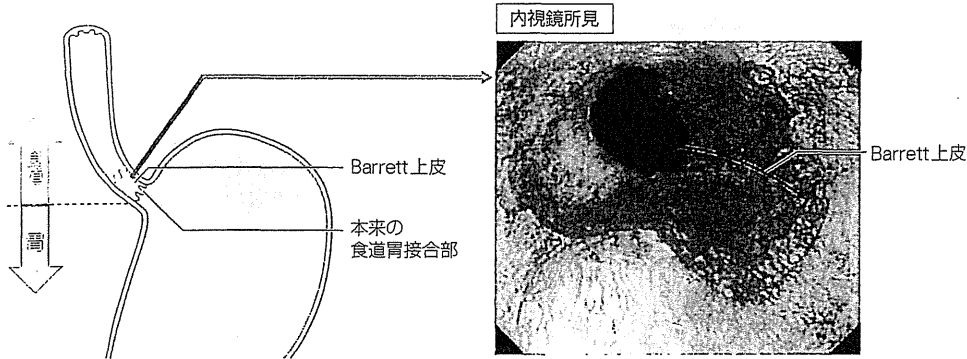 内視鏡所見
Barrett上皮
本来の
食道胃接合部
食道
胃
Barrett上皮